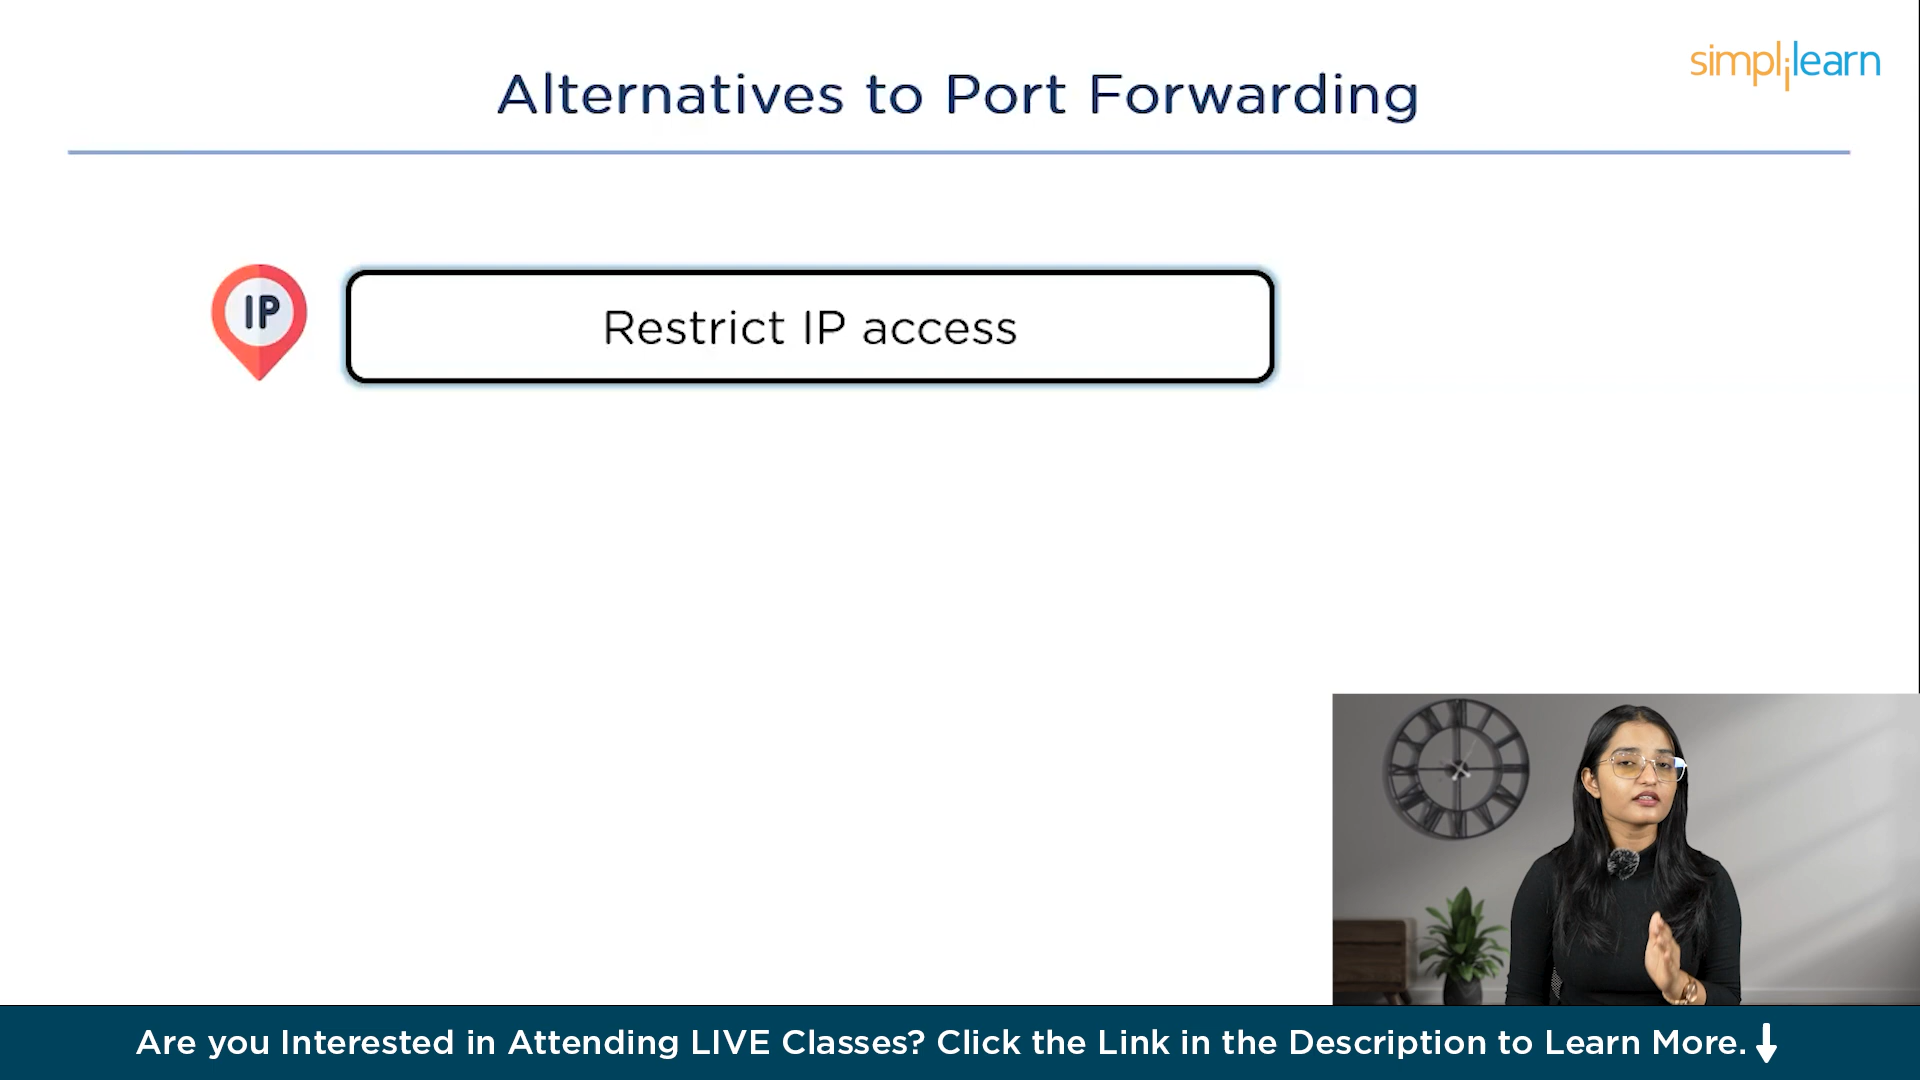 simplilearn
Alternatives to Port Forwarding
IP
Restrict IP access
Are you Interested in Attending LIVE Classes? Click the Link in the Description to Learn More.